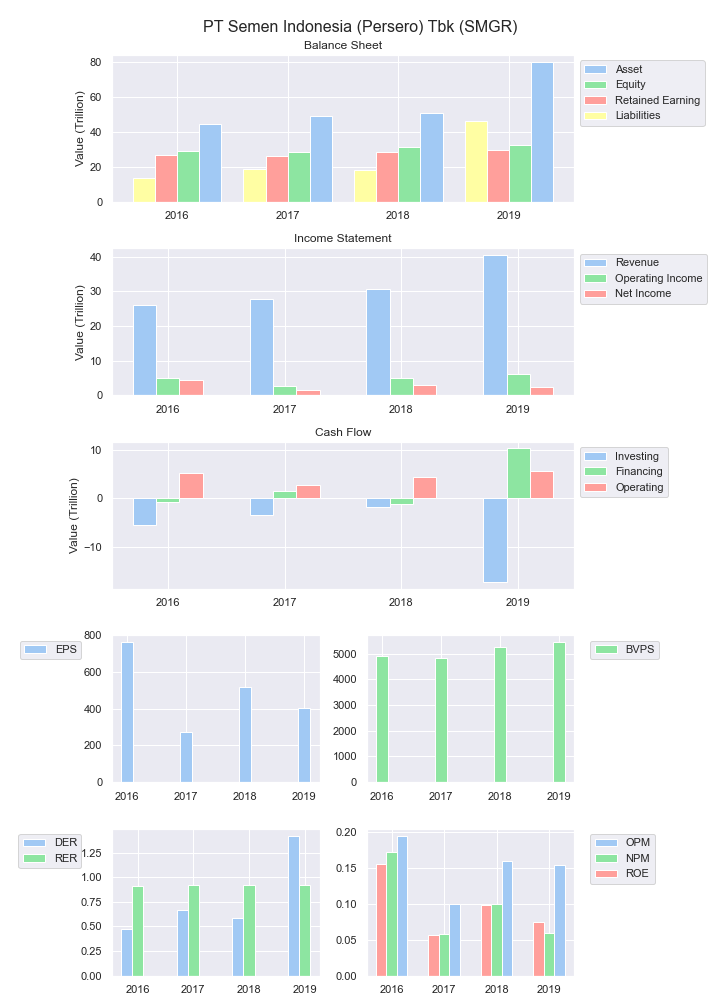 PT Semen Indonesia (Persero) Tbk (SMGR)
Balance Sheet
Value (Trillion)
80
60
40
20
0
2016 2017 2018 2019
Asset
Equity
Retained Earning
Liabilities
Income Statement
Value (Trillion)
40
30
20
10
0
2016 2017 2018 2019
Revenue
Operating Income
Net Income
Cash Flow
Value (Trillion)
10
0
−10
2016 2017 2018 2019
Investing
Financing
Operating
EPS
800
600
400
200
0
2016 2017 2018 2019
5000
4000
3000
2000
1000
0
2016 2017 2018 2019
BVPS
DER
RER
1.25
1.00
0.75
0.50
0.25
0.00
2016 2017 2018 2019
0.20
0.15
0.10
0.05
0.00
2016 2017 2018 2019
OPM
NPM
ROE